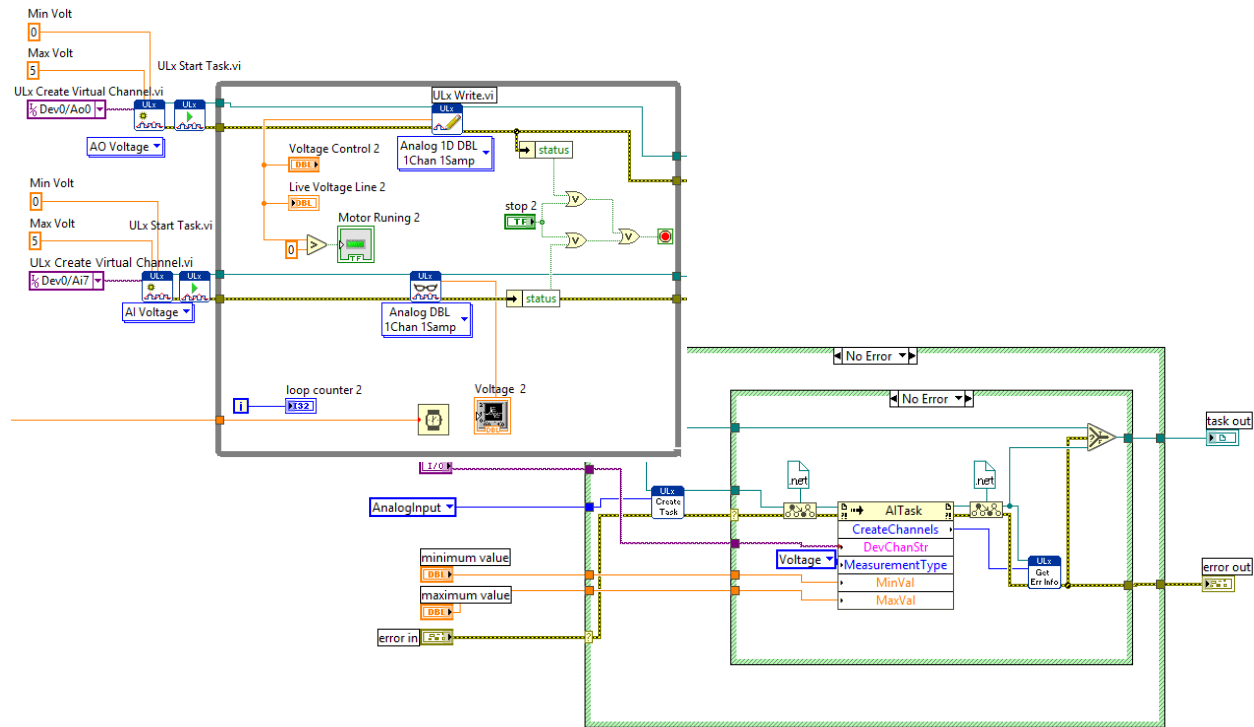 Min Volt
0
Max Volt
5
ULx Start Task.vi
ULx Create Virtual Channel.vi
I/0 Dev0/Ao0
ULx
ULx
AO Voltage
ULx Write.vi
ULx
Analog 1D DBL
1Chan 1Samp
status
Voltage Control 2
DBL
Live Voltage Line 2
DBL
Motor Runing 2
0
>
TF
stop 2
TF
V
V
V
Min Volt
0
Max Volt
5
ULx Start Task.vi
ULx Create Virtual Channel.vi
I/0 Dev0/Ai7
ULx
ULx
AI Voltage
ULx
Analog DBL
1Chan 1Samp
status
loop counter 2
i
I32
Voltage 2
DBL
No Error
No Error
task out
I/O
AnalogInput
ULx
Create
Task
.net
.net
AITask
CreateChannels
DevChanStr
Voltage
MeasurementType
MinVal
MaxVal
ULx
Get
Err Info
minimum value
DBL
maximum value
DBL
error in
error out
?
?